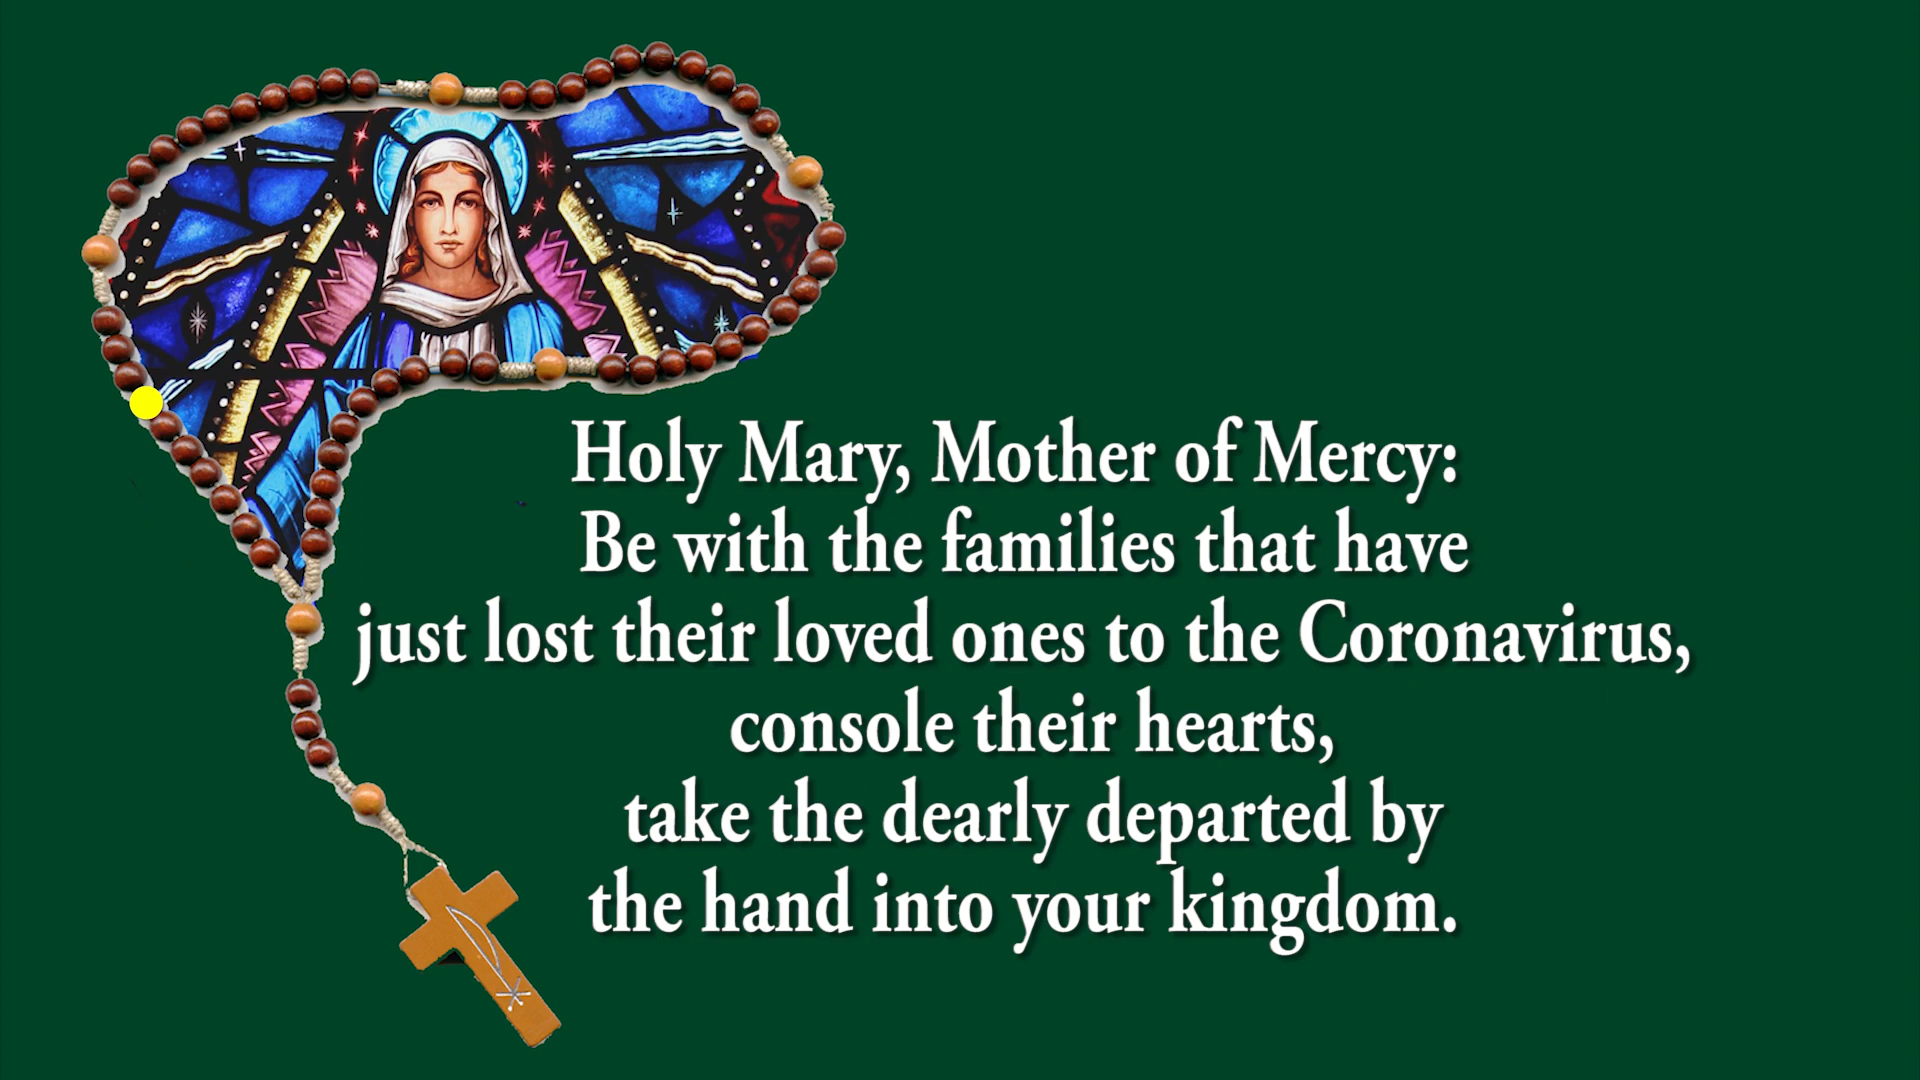 Holy Mary, Mother of Mercy:
Be with the families that have
just lost their loved ones to the Coronavirus,
console their hearts,
take the dearly departed by
the hand into your kingdom.